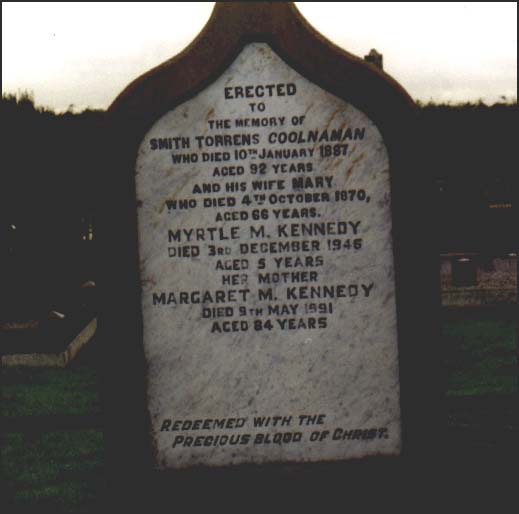 ERECTED
TO
THE MEMORY OF
SMITH TORRENS COOLNAMAN
WHO DIED 10TH JANUARY 1887
AGED 92 YEARS
AND HIS WIFE MARY
WHO DIED 4TH OCTOBER 1870,
AGED 66 YEARS.
MYRTLE M. KENNEDY
DIED 3RD DECEMBER 1945
AGED 5 YEARS
HER MOTHER
MARGARET M. KENNEDY
DIED 9TH MAY 1991
AGED 84 YEARS
REDEEMED WITH THE
PRECIOUS BLOOD OF CHRIST.